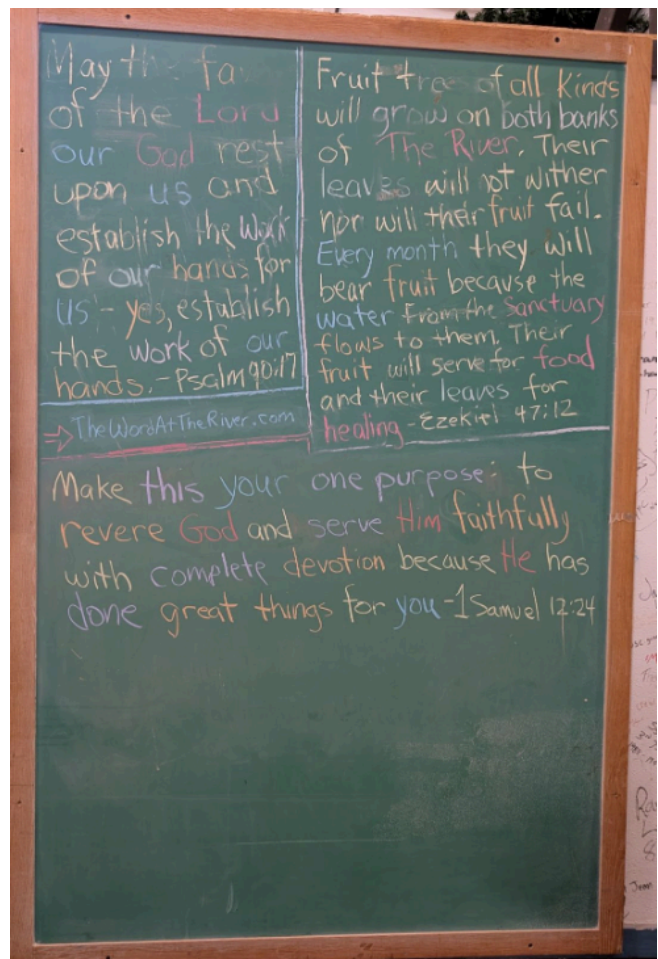 May the fa
of the Lord
our God rest
upon us and
establish the work
of our hands for
us - yes, establish
the work of our
hands. - Psalm 90:17
TheWordAtTheRiver.com
Fruit trees of all kinds
will grow on both banks
of The River. Their
leaves will not wither
nor will their fruit fail.
Every month they will
bear fruit because the
water from the Sanctuary
flows to them. Their
fruit will serve for food
and their leaves for
healing - Ezekiel 47:12
Make this your one purpose: to
revere God and serve Him faithfully
with complete devotion because He has
done great things for you - 1 Samuel 12:24